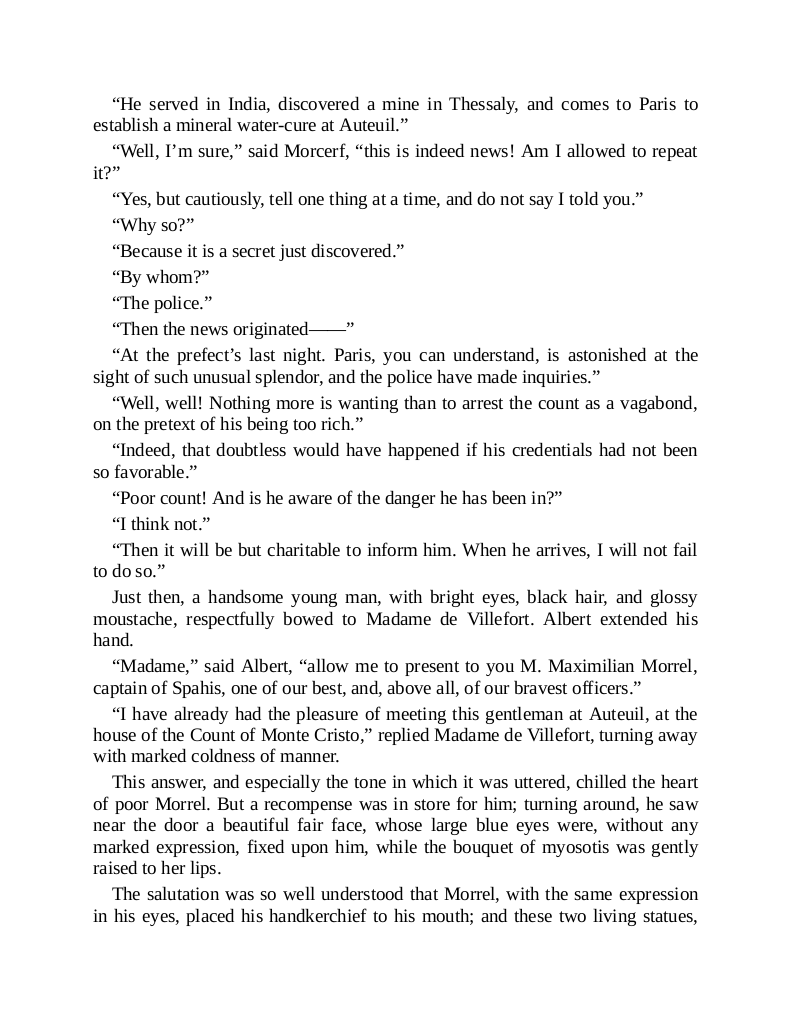 “He served in India, discovered a mine in Thessaly, and comes to Paris to
establish a mineral water-cure at Auteuil.”
“Well, I’m sure,” said Morcerf, “this is indeed news! Am I allowed to repeat
it?”
“Yes, but cautiously, tell one thing at a time, and do not say I told you.”
“Why so?”
“Because it is a secret just discovered.”
“By whom?”
“The police.”
“Then the news originated——”
“At the prefect’s last night. Paris, you can understand, is astonished at the
sight of such unusual splendor, and the police have made inquiries.”
“Well, well! Nothing more is wanting than to arrest the count as a vagabond,
on the pretext of his being too rich.”
“Indeed, that doubtless would have happened if his credentials had not been
so favorable.”
“Poor count! And is he aware of the danger he has been in?”
“I think not.”
“Then it will be but charitable to inform him. When he arrives, I will not fail
to do so.”
Just then, a handsome young man, with bright eyes, black hair, and glossy
moustache, respectfully bowed to Madame de Villefort. Albert extended his
hand.
“Madame,” said Albert, “allow me to present to you M. Maximilian Morrel,
captain of Spahis, one of our best, and, above all, of our bravest officers.”
“I have already had the pleasure of meeting this gentleman at Auteuil, at the
house of the Count of Monte Cristo,” replied Madame de Villefort, turning away
with marked coldness of manner.
This answer, and especially the tone in which it was uttered, chilled the heart
of poor Morrel. But a recompense was in store for him; turning around, he saw
near the door a beautiful fair face, whose large blue eyes were, without any
marked expression, fixed upon him, while the bouquet of myosotis was gently
raised to her lips.
The salutation was so well understood that Morrel, with the same expression
in his eyes, placed his handkerchief to his mouth; and these two living statues,